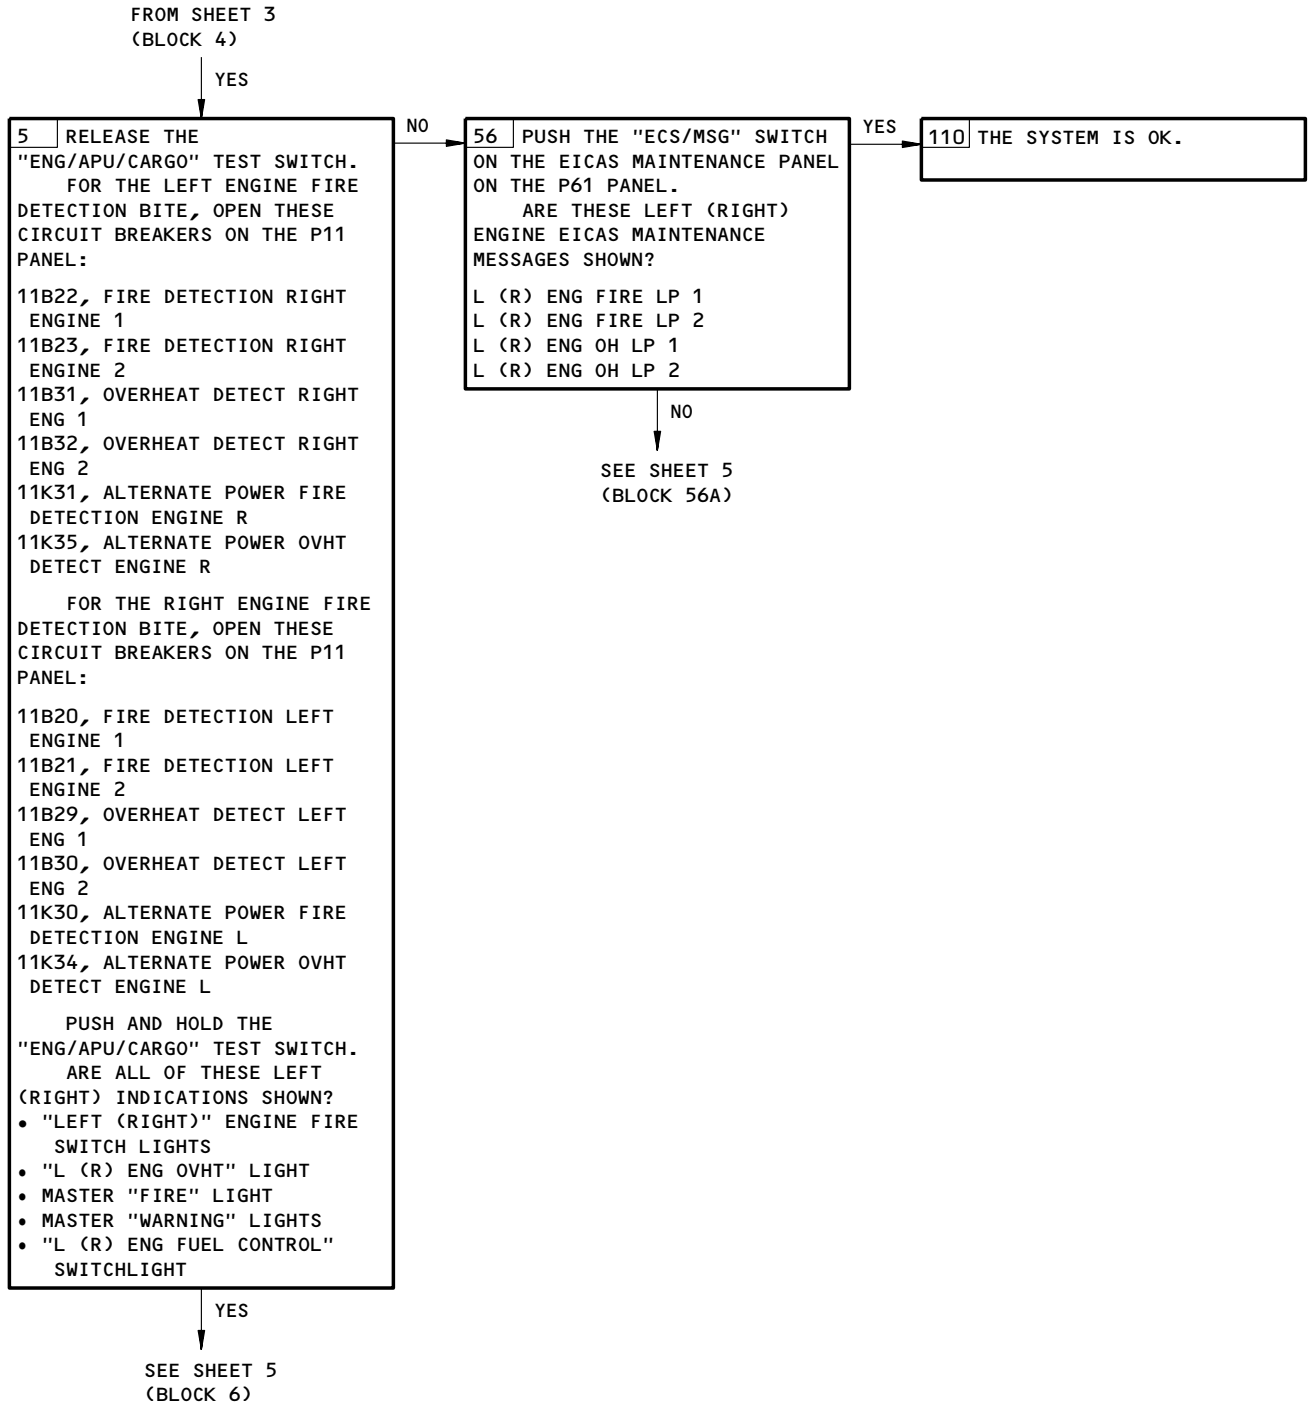 FROM SHEET 3
(BLOCK 4)
YES
5 RELEASE THE
"ENG/APU/CARGO" TEST SWITCH.
FOR THE LEFT ENGINE FIRE
DETECTION BITE, OPEN THESE
CIRCUIT BREAKERS ON THE P11
PANEL:
11B22, FIRE DETECTION RIGHT
ENGINE 1
11B23, FIRE DETECTION RIGHT
ENGINE 2
11B31, OVERHEAT DETECT RIGHT
ENG 1
11B32, OVERHEAT DETECT RIGHT
ENG 2
11K31, ALTERNATE POWER FIRE
DETECTION ENGINE R
11K35, ALTERNATE POWER OVHT
DETECT ENGINE R
FOR THE RIGHT ENGINE FIRE
DETECTION BITE, OPEN THESE
CIRCUIT BREAKERS ON THE P11
PANEL:
11B20, FIRE DETECTION LEFT
ENGINE 1
11B21, FIRE DETECTION LEFT
ENGINE 2
11B29, OVERHEAT DETECT LEFT
ENG 1
11B30, OVERHEAT DETECT LEFT
ENG 2
11K30, ALTERNATE POWER FIRE
DETECTION ENGINE L
11K34, ALTERNATE POWER OVHT
DETECT ENGINE L
PUSH AND HOLD THE
"ENG/APU/CARGO" TEST SWITCH.
ARE ALL OF THESE LEFT
(RIGHT) INDICATIONS SHOWN?
• "LEFT (RIGHT)" ENGINE FIRE
SWITCH LIGHTS
• "L (R) ENG OVHT" LIGHT
• MASTER "FIRE" LIGHT
• MASTER "WARNING" LIGHTS
• "L (R) ENG FUEL CONTROL"
SWITCHLIGHT
YES
SEE SHEET 5
(BLOCK 6)
NO
56 PUSH THE "ECS/MSG" SWITCH
ON THE EICAS MAINTENANCE PANEL
ON THE P61 PANEL.
ARE THESE LEFT (RIGHT)
ENGINE EICAS MAINTENANCE
MESSAGES SHOWN?
L (R) ENG FIRE LP 1
L (R) ENG FIRE LP 2
L (R) ENG OH LP 1
L (R) ENG OH LP 2
NO
SEE SHEET 5
(BLOCK 56A)
YES
110 THE SYSTEM IS OK.